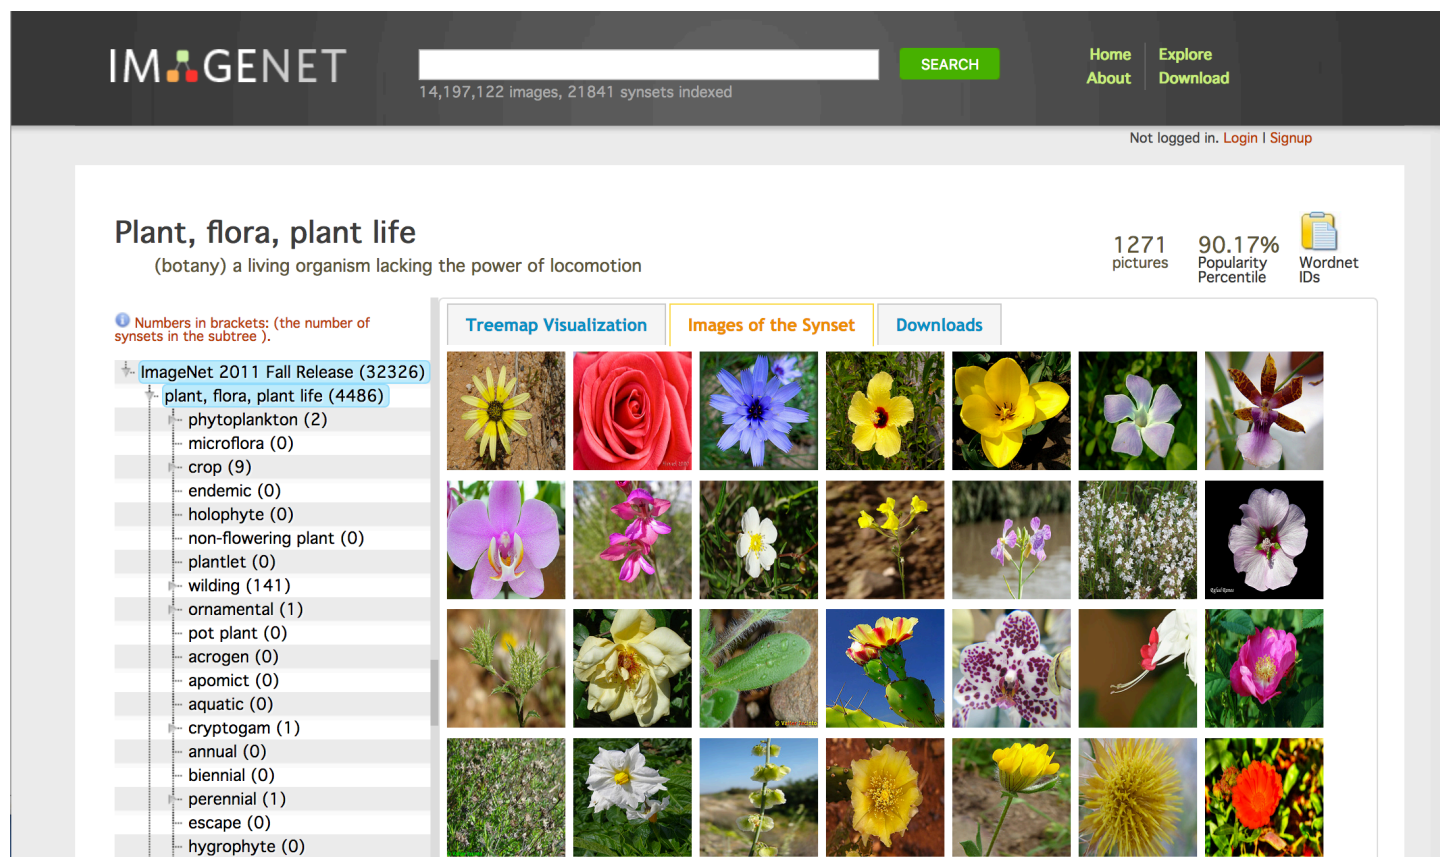 IMAGENET
SEARCH
14,197,122 images, 21841 synsets indexed
Home
Explore
About
Download
Not logged in. Login | Signup
Plant, flora, plant life
(botany) a living organism lacking the power of locomotion
1271
pictures
90.17%
Popularity
Percentile
Wordnet
IDs
Numbers in brackets: (the number of
synsets in the subtree ).
ImageNet 2011 Fall Release (32326)
plant, flora, plant life (4486)
phytoplankton (2)
microflora (0)
crop (9)
endemic (0)
holophyte (0)
non-flowering plant (0)
plantlet (0)
wilding (141)
ornamental (1)
pot plant (0)
acrogen (0)
apomict (0)
aquatic (0)
cryptogam (1)
annual (0)
biennial (0)
perennial (1)
escape (0)
hygrophyte (0)
Treemap Visualization
Images of the Synset
Downloads